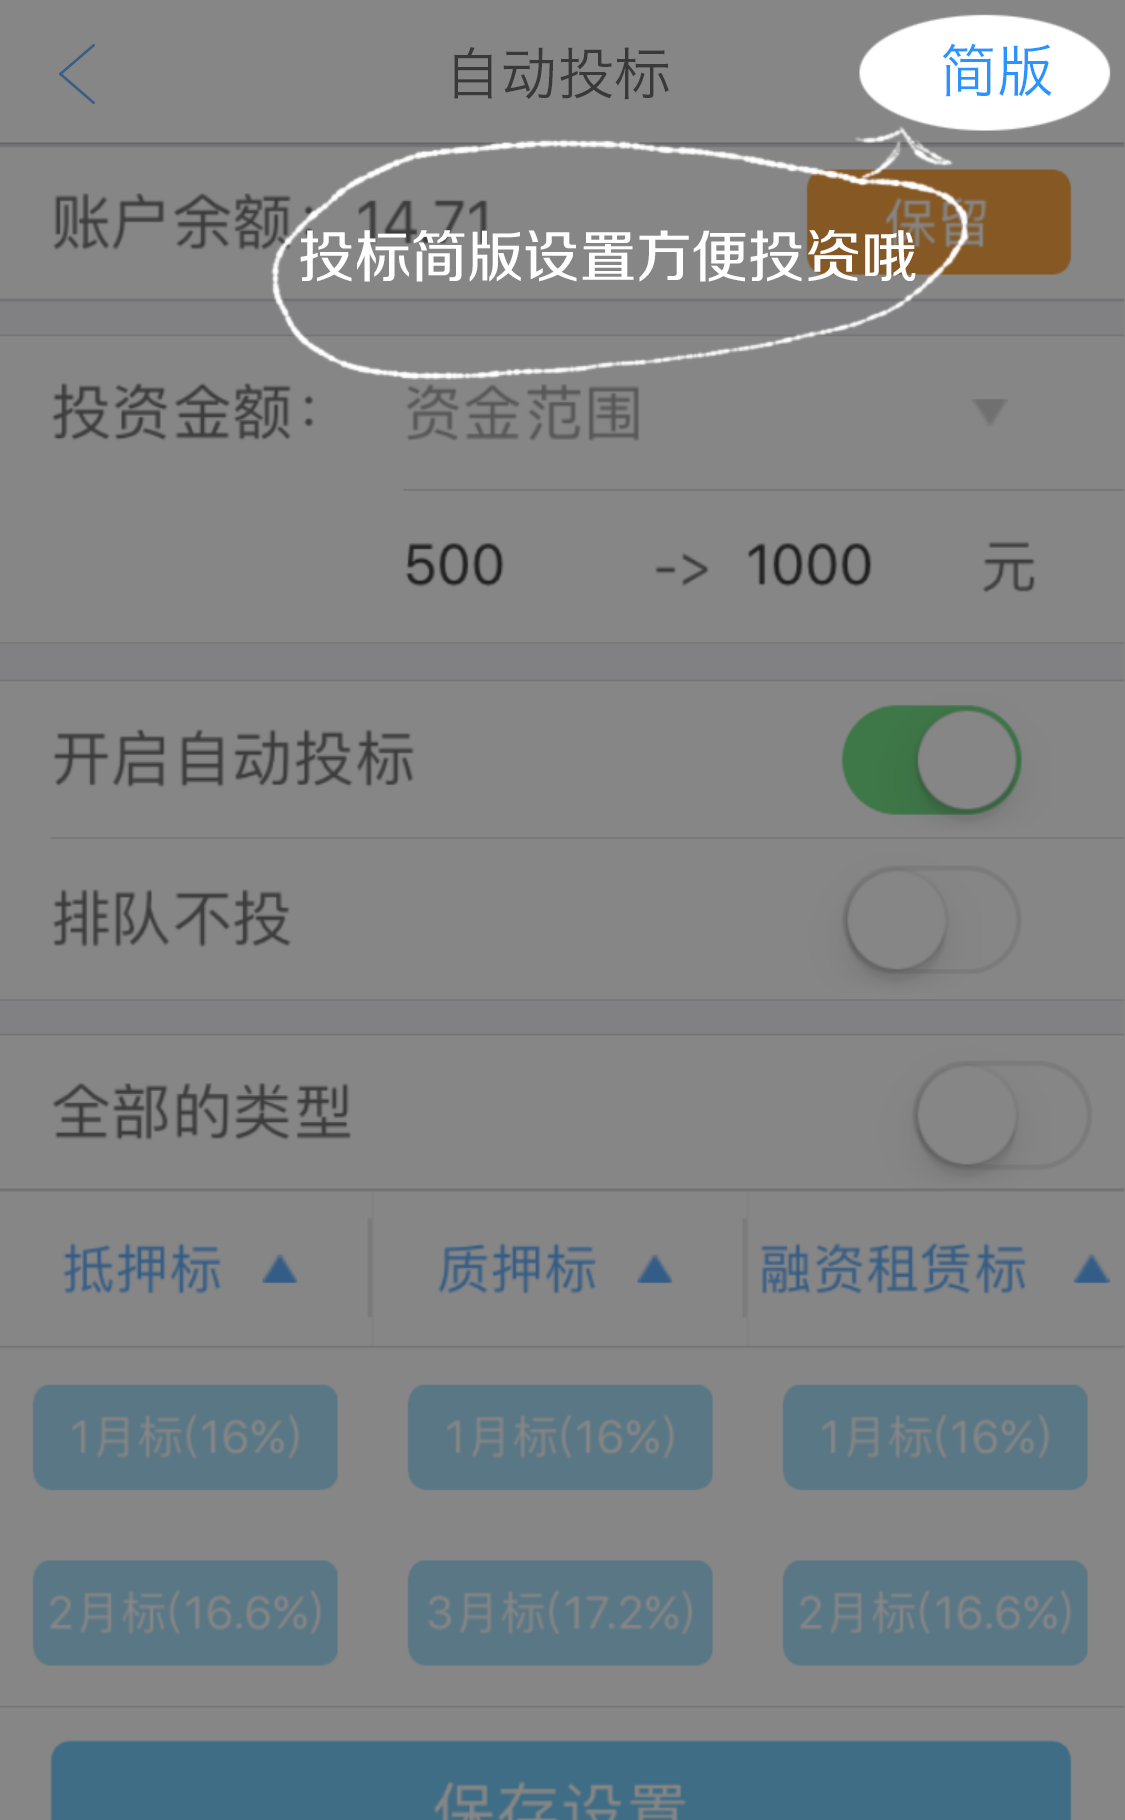 自动投标
简版
账户余额：14.71
保留
投标简版设置方便投资哦
投资金额：
资金范围
500 -> 1000 元
开启自动投标
排队不投
全部的类型
抵押标 ▲ 质押标 ▲ 融资租赁标 ▲
1月标(16%) 1月标(16%) 1月标(16%)
2月标(16.6%) 3月标(17.2%) 2月标(16.6%)
保存设置